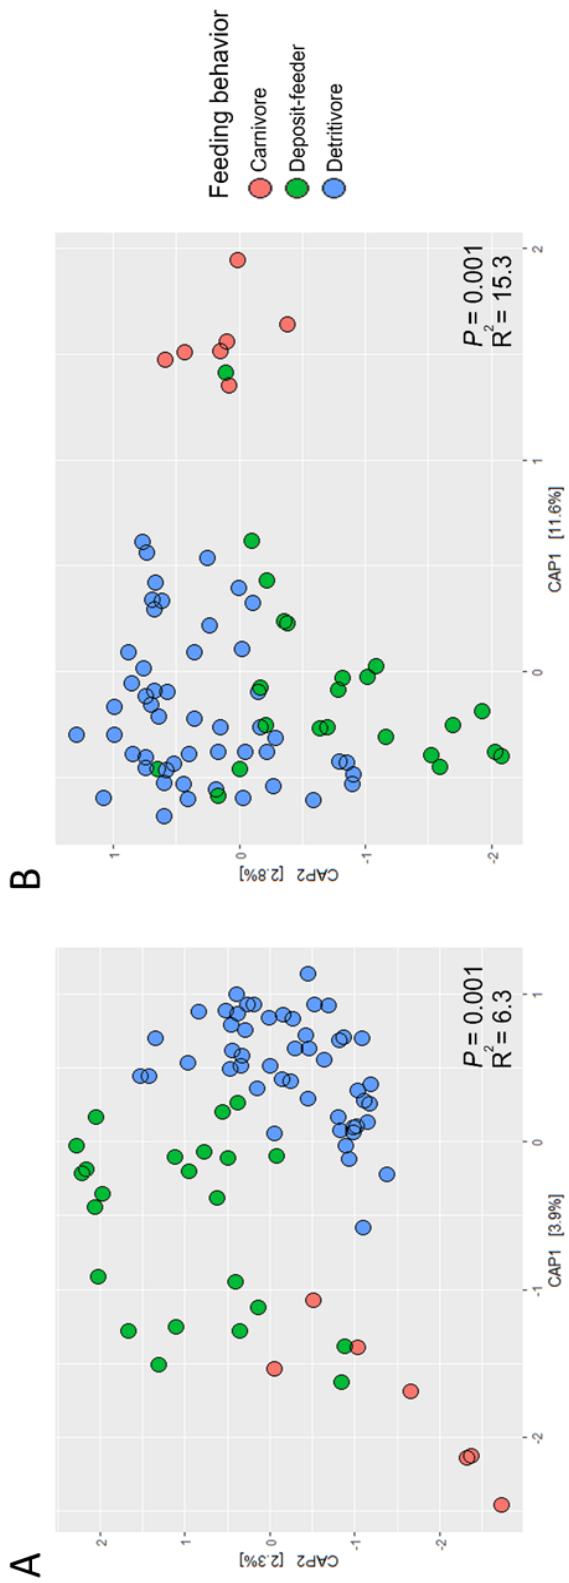 A
2
1
0
-1
-2
CAP2 [2.3%]
-2
-1
0
1
CAP1 [3.9%]
P = 0.001
R2 = 6.3
B
1
0
-1
-2
CAP2 [2.8%]
0
1
2
CAP1 [11.6%]
P = 0.001
R2 = 15.3
Feeding behavior
Carnivore
Deposit-feeder
Detritivore